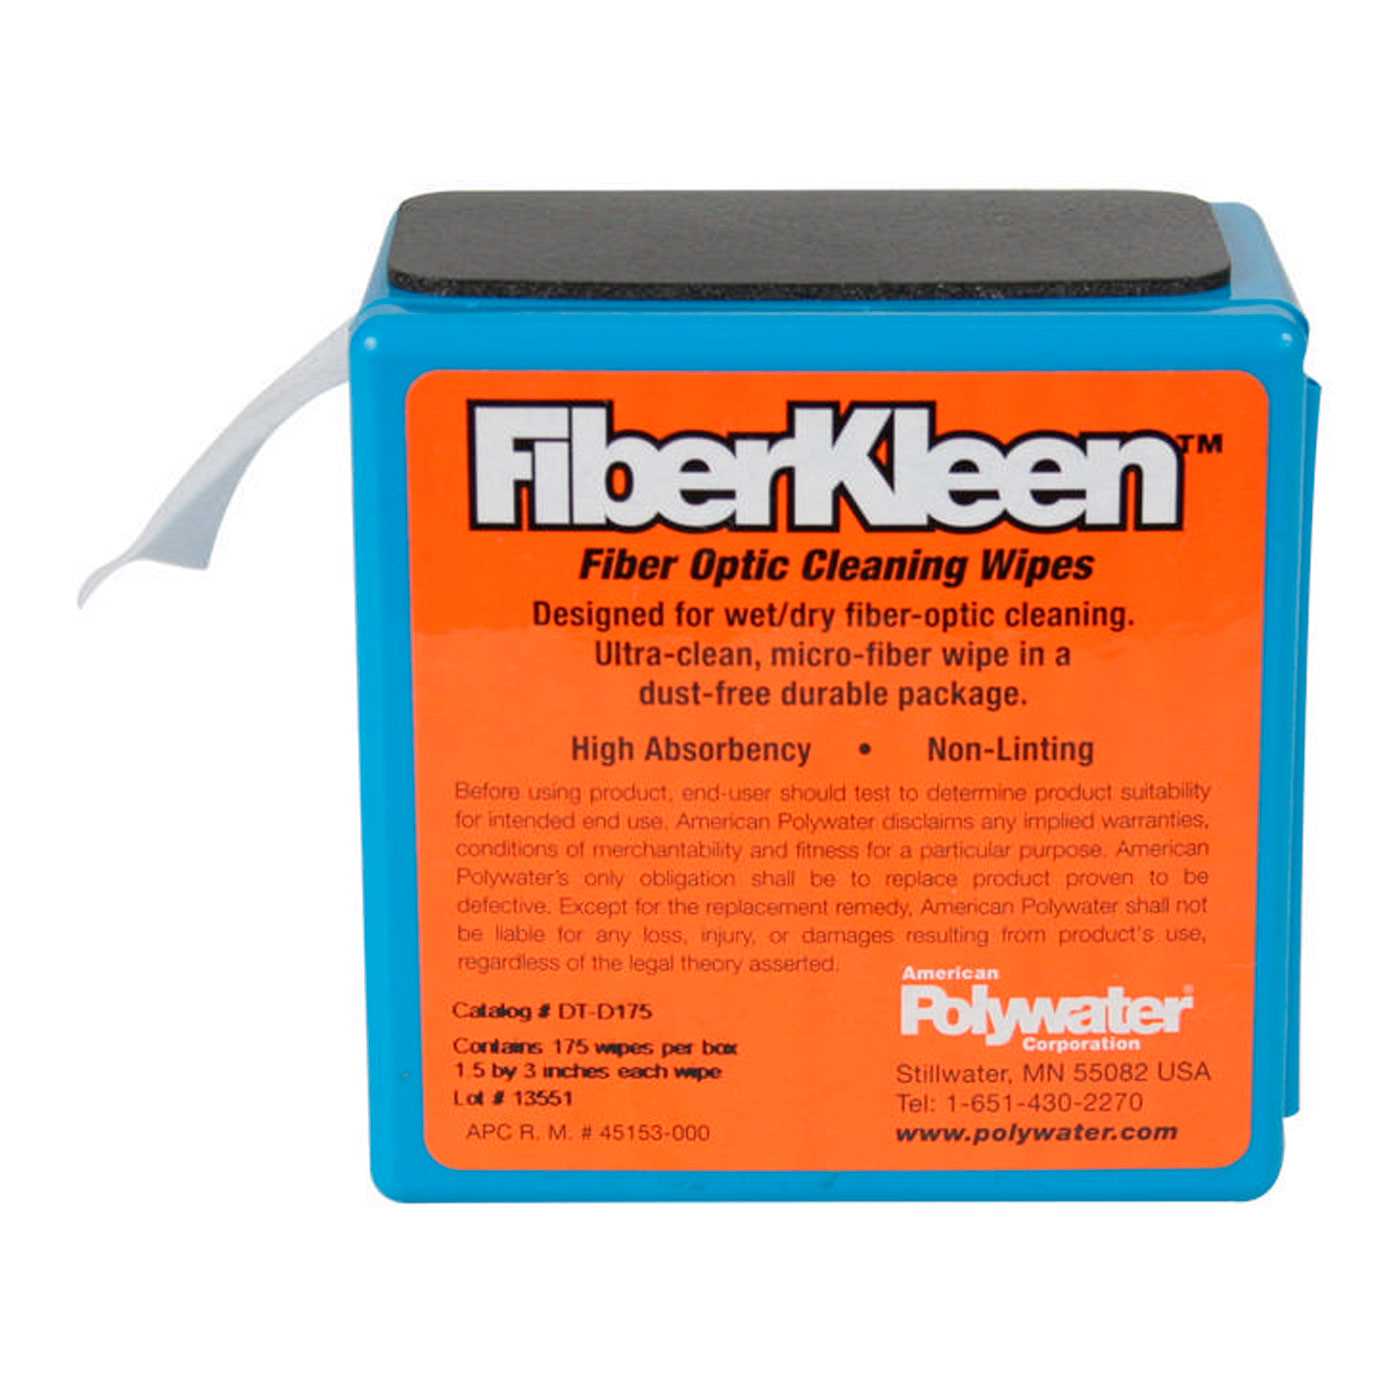 FiberKleen™
Fiber Optic Cleaning Wipes
Designed for wet/dry fiber-optic cleaning.
Ultra-clean, micro-fiber wipe in a
dust-free durable package.
High Absorbency • Non-Linting
Before using product, end-user should test to determine product suitability
for intended end use. American Polywater disclaims any implied warranties,
conditions of merchantability and fitness for a particular purpose. American
Polywater's only obligation shall be to replace product proven to be
defective. Except for the replacement remedy, American Polywater shall not
be liable for any loss, injury, or damages resulting from product's use,
regardless of the legal theory asserted.
Catalog # DT-D175
Contains 175 wipes per box
1.5 by 3 inches each wipe
Lot # 13551
APC R. M. # 45153-000
American
Polywater®
Corporation
Stillwater, MN 55082 USA
Tel: 1-651-430-2270
www.polywater.com